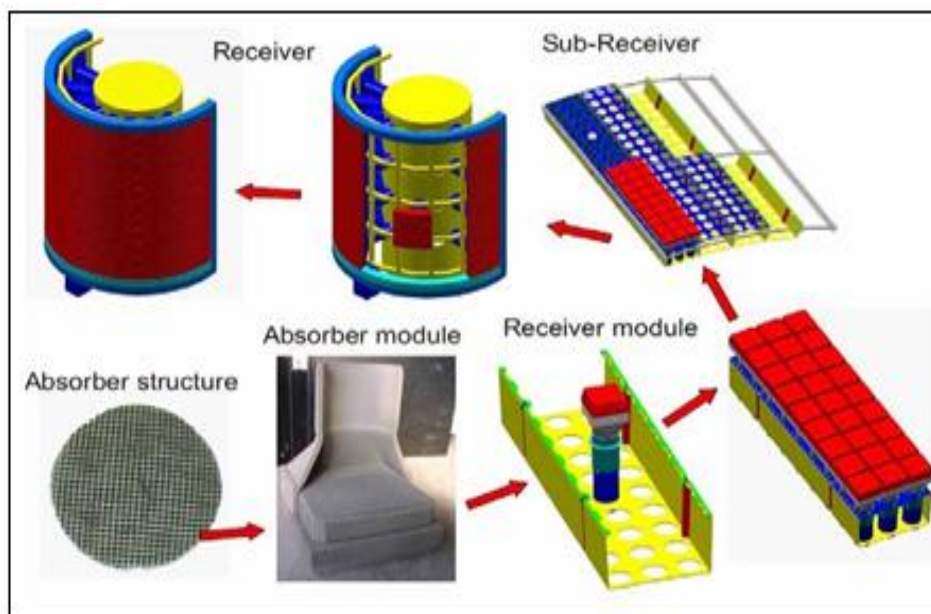 Receiver
Sub-Receiver
Absorber module
Receiver module
Absorber structure